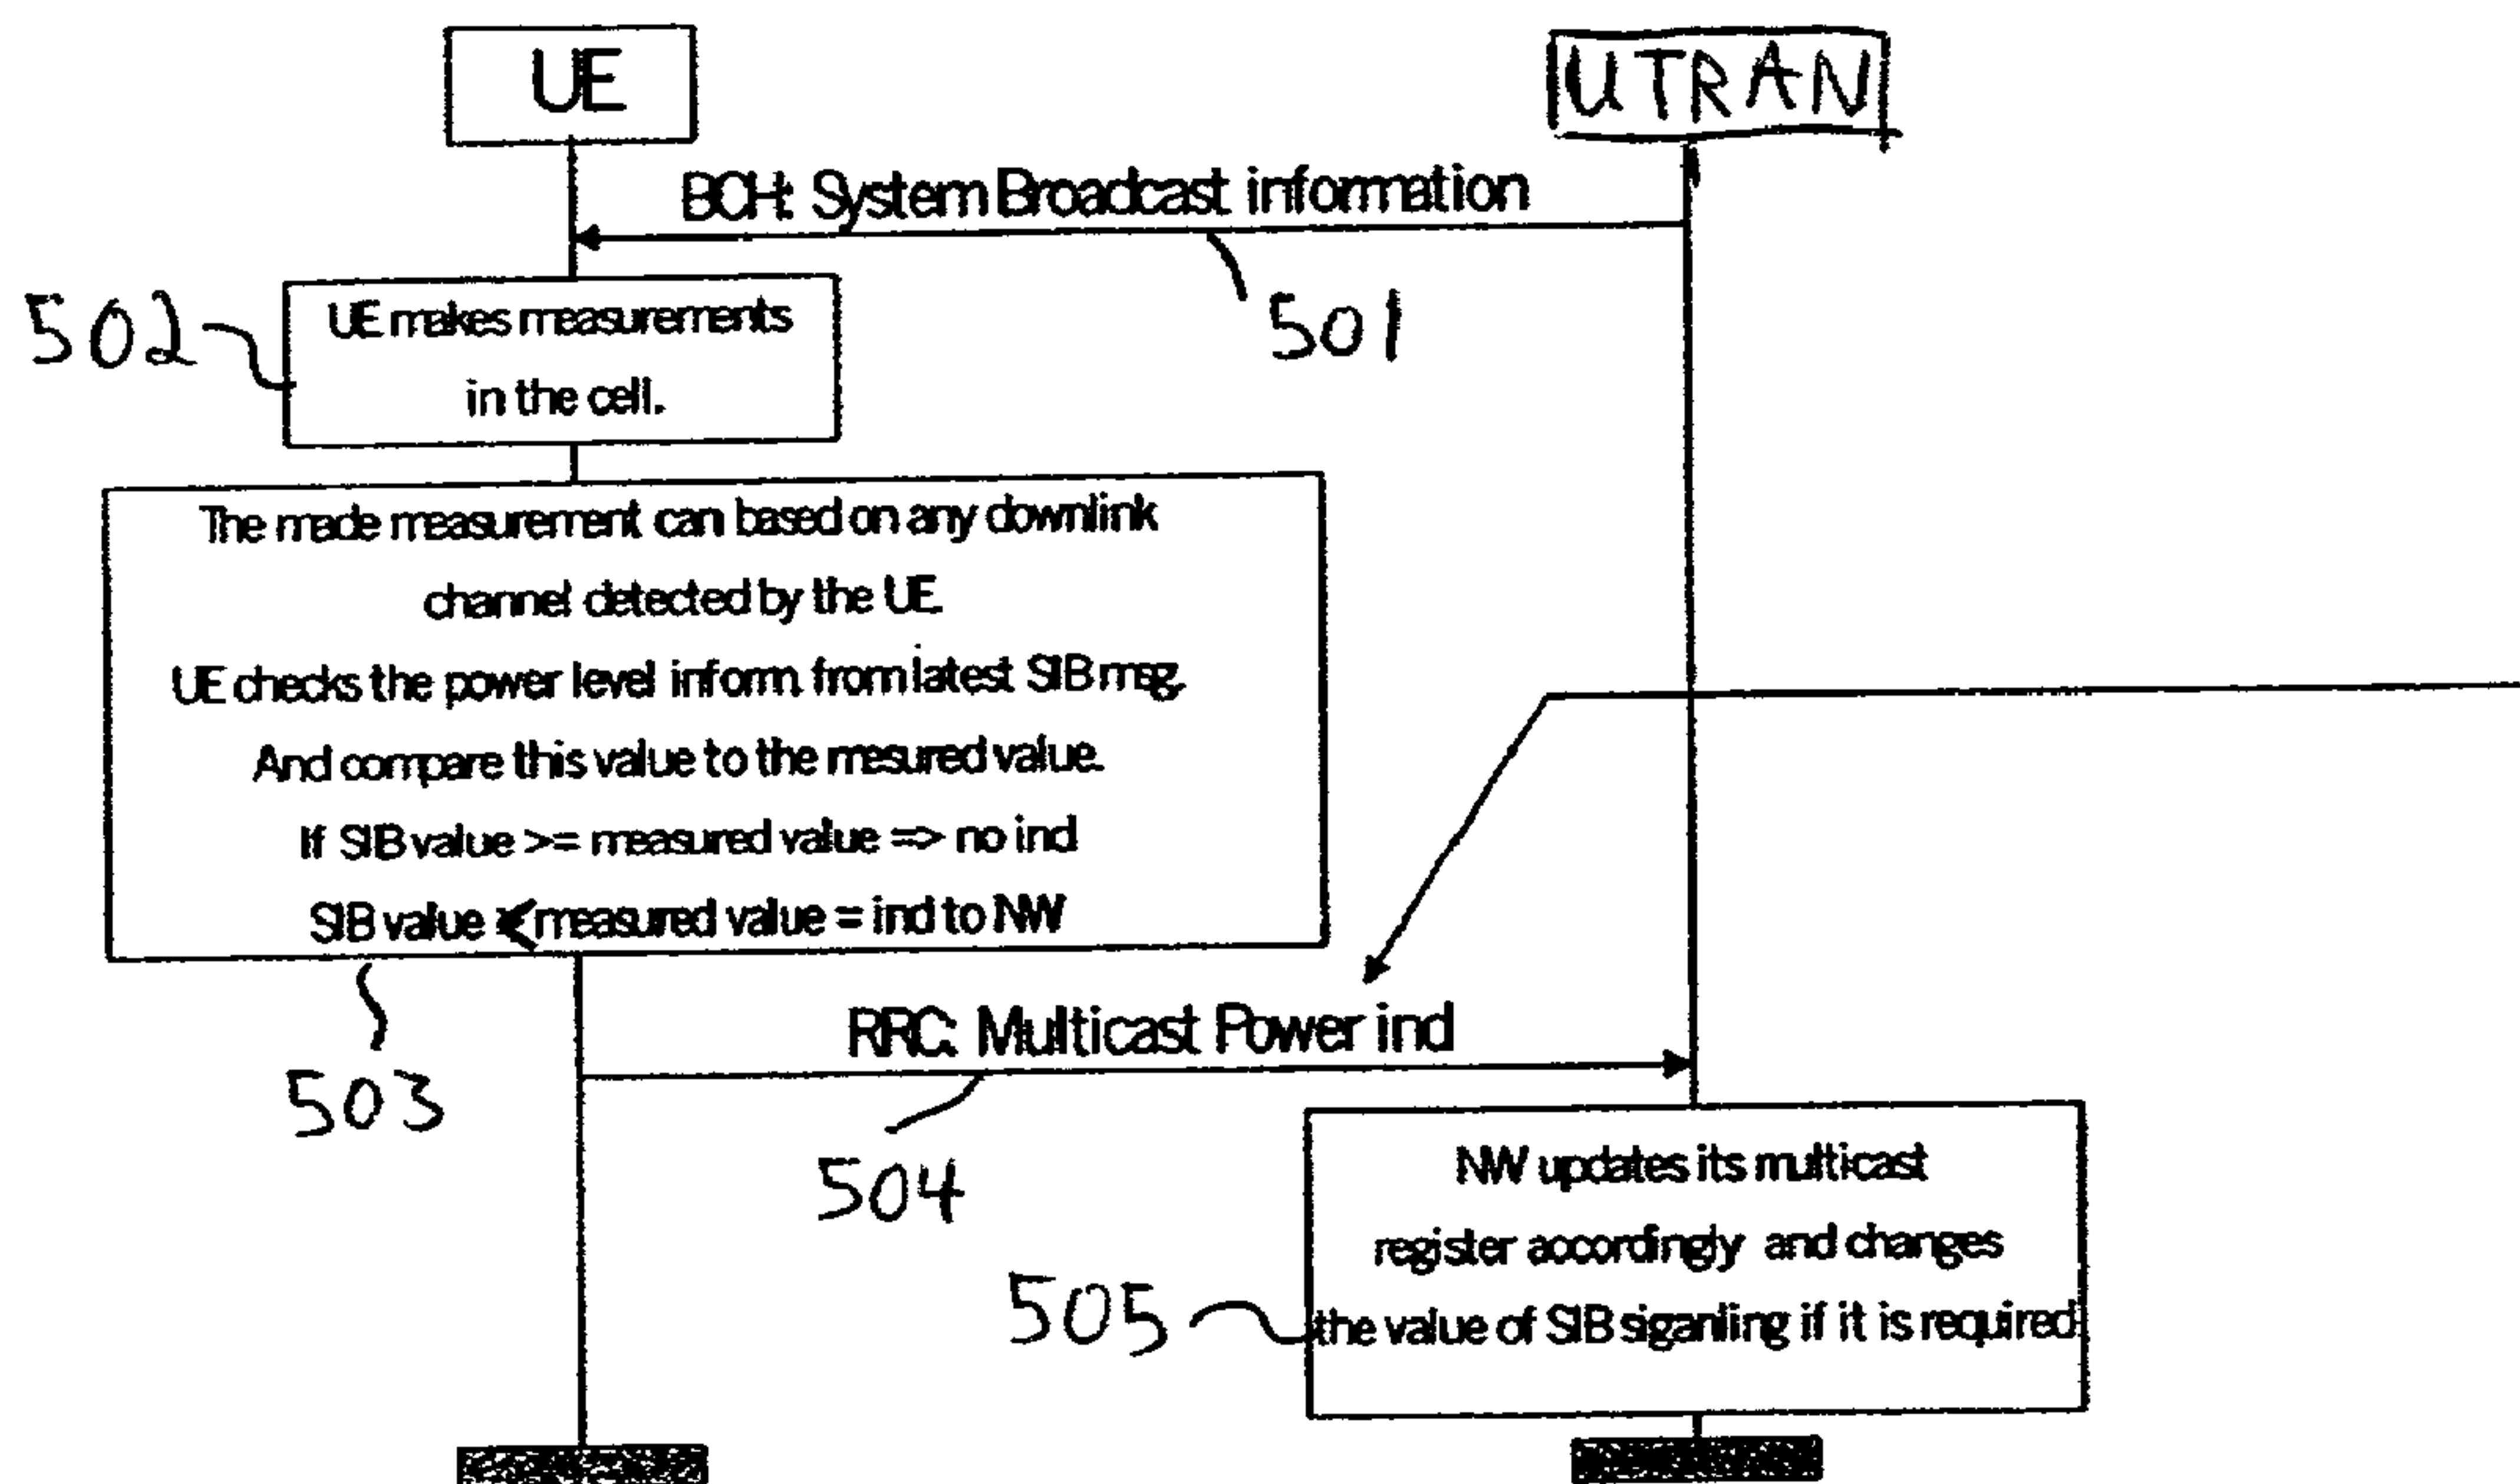 UE
UTRAN
BCH: System Broadcast information
501
502
UE makes measurements
in the cell.
The made measurement can based on any downlink
channel detected by the UE.
UE checks the power level inform. from latest SIB msg.
And compare this value to the mesured value.
If SIB value >= measured value => no ind
SIB value < measured value = ind to NW
503
RRC: Multicast Power ind
504
505
NW updates its multicast
register accordingly and changes
the value of SIB siganling if it is required